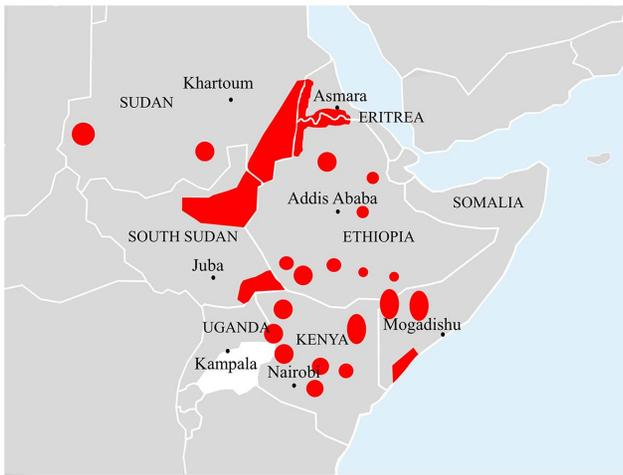 Khartoum
SUDAN
Asmara
ERITREA
Addis Ababa
SOMALIA
SOUTH SUDAN
ETHIOPIA
Juba
UGANDA
KENYA
Mogadishu
Kampala
Nairobi